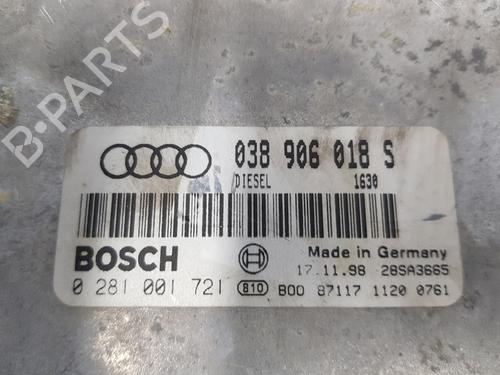 B-PARTS
038 906 018 S
DIESEL 1630
BOSCH
Made in Germany
17.11.98 28SA3665
0 281 001 721 810 B00 87117 1120 0761